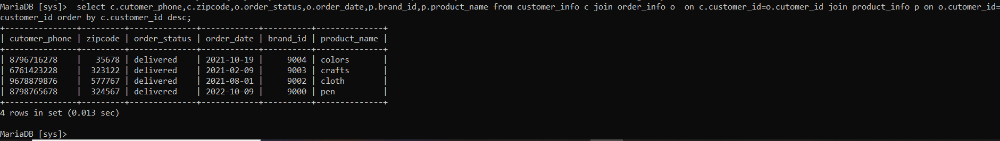 MariaDB [sys]>  select c.cutomer_phone,c.zipcode,o.order_status,o.order_date,p.brand_id,p.product_name from customer_info c join order_info o  on c.customer_id=o.cutomer_id join product_info p on o.cutomer_id=
customer_id order by c.customer_id desc;
+---------------+---------+--------------+------------+----------+--------------+
| cutomer_phone | zipcode | order_status | order_date | brand_id | product_name |
+---------------+---------+--------------+------------+----------+--------------+
| 8796716278    |   35678 | delivered    | 2021-10-19 |     9004 | colors       |
| 6761423228    |  323122 | delivered    | 2021-02-09 |     9003 | crafts       |
| 9678879876    |  577767 | delivered    | 2021-08-01 |     9002 | cloth        |
| 8798765678    |  324567 | delivered    | 2022-10-09 |     9000 | pen          |
+---------------+---------+--------------+------------+----------+--------------+
4 rows in set (0.013 sec)
MariaDB [sys]>